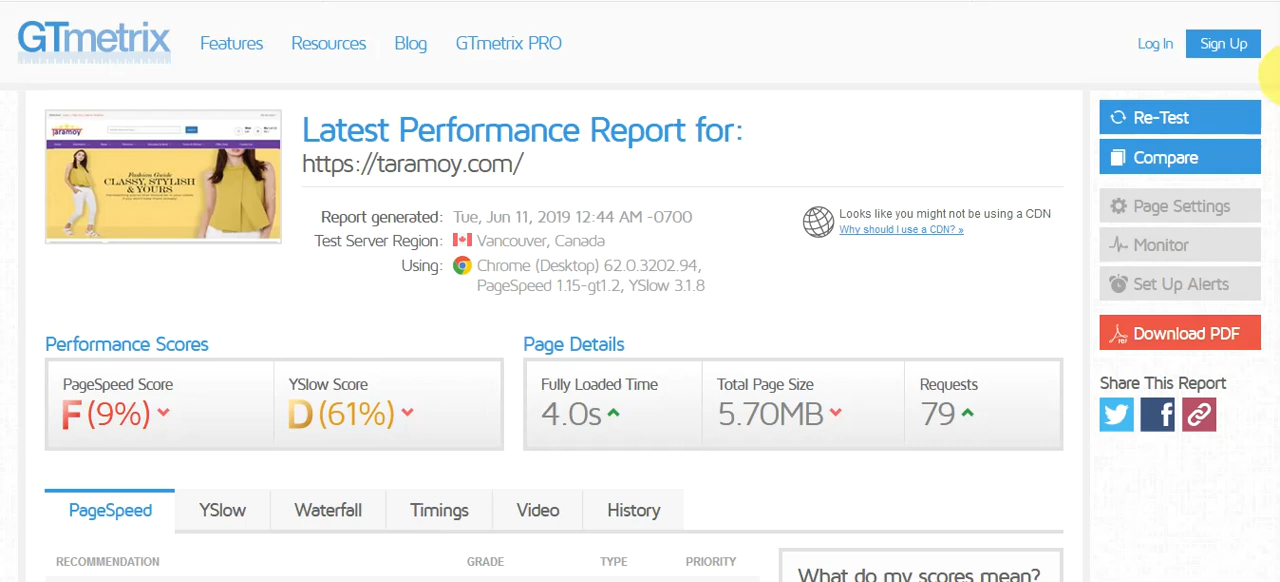 GTmetrix
Features Resources Blog GTmetrix PRO
Log In Sign Up
taramoy
Fashion Guide
CLASSY, STYLISH
& YOURS
Latest Performance Report for:
https://taramoy.com/
Report generated: Tue, Jun 11, 2019 12:44 AM -0700
Test Server Region: Vancouver, Canada
Using: Chrome (Desktop) 62.0.3202.94,
PageSpeed 1.15-gt1.2, YSlow 3.1.8
Looks like you might not be using a CDN
Why should I use a CDN? »
Re-Test
Compare
Page Settings
Monitor
Set Up Alerts
Download PDF
Share This Report
Performance Scores
PageSpeed Score YSlow Score
F (9%) D (61%)
Page Details
Fully Loaded Time Total Page Size Requests
4.0s 5.70MB 79
PageSpeed YSlow Waterfall Timings Video History
RECOMMENDATION GRADE TYPE PRIORITY
What do my scores mean?